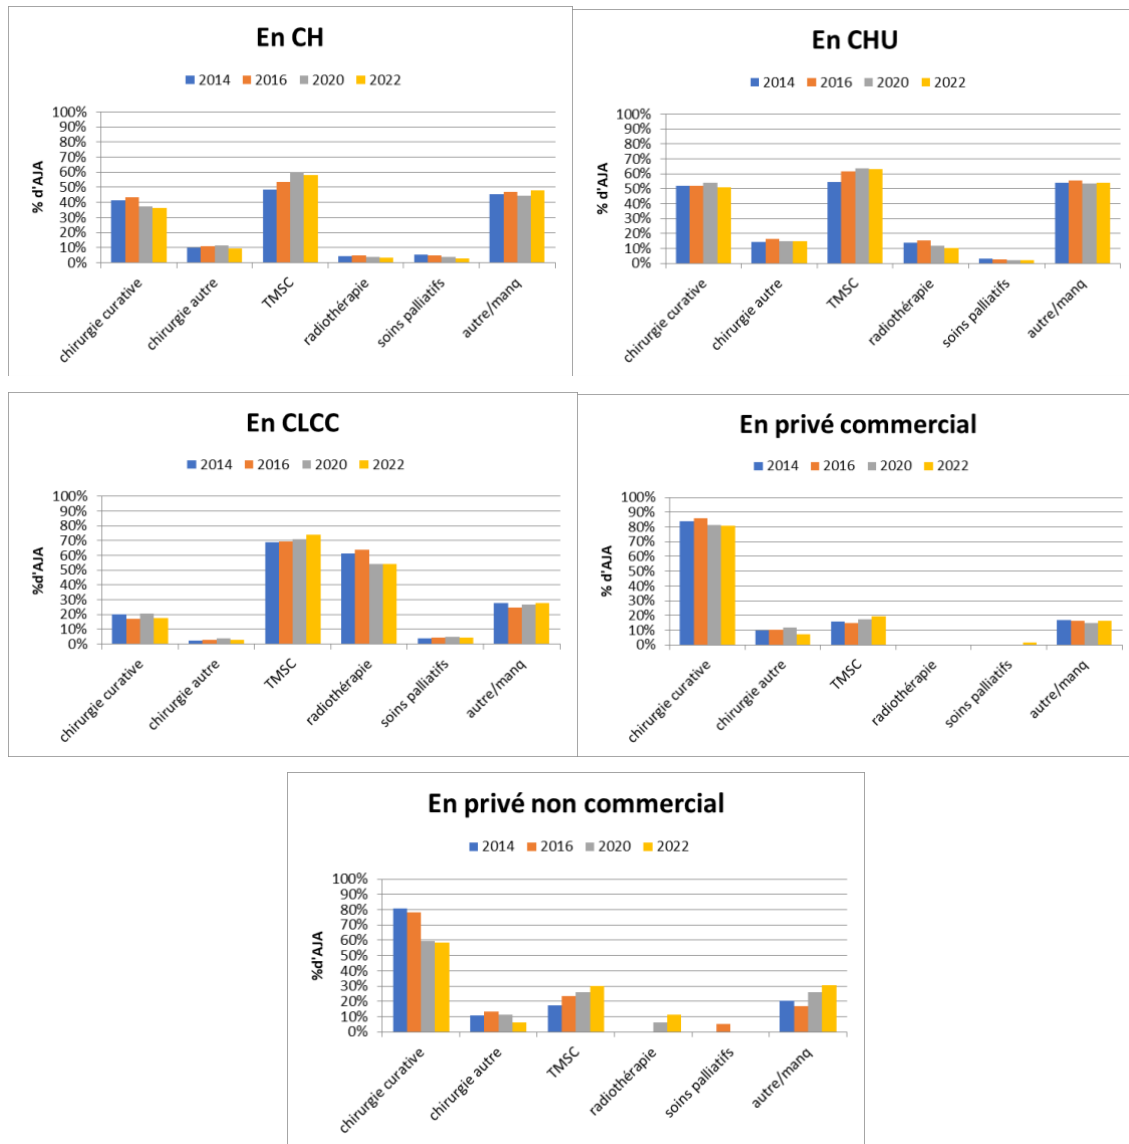 En CH
2014 2016 2020 2022
% d'AJA
100%
90%
80%
70%
60%
50%
40%
30%
20%
10%
0%
chirurgie curative
chirurgie autre
TMSC
radiothérapie
soins palliatifs
autre/manq
En CHU
2014 2016 2020 2022
% d'AJA
100%
90%
80%
70%
60%
50%
40%
30%
20%
10%
0%
chirurgie curative
chirurgie autre
TMSC
radiothérapie
soins palliatifs
autre/manq
En CLCC
2014 2016 2020 2022
%d'AJA
100%
90%
80%
70%
60%
50%
40%
30%
20%
10%
0%
chirurgie curative
chirurgie autre
TMSC
radiothérapie
soins palliatifs
autre/manq
En privé commercial
2014 2016 2020 2022
% d'AJA
100%
90%
80%
70%
60%
50%
40%
30%
20%
10%
0%
chirurgie curative
chirurgie autre
TMSC
radiothérapie
soins palliatifs
autre/manq
En privé non commercial
2014 2016 2020 2022
%d'AJA
100%
90%
80%
70%
60%
50%
40%
30%
20%
10%
0%
chirurgie curative
chirurgie autre
TMSC
radiothérapie
soins palliatifs
autre/manq